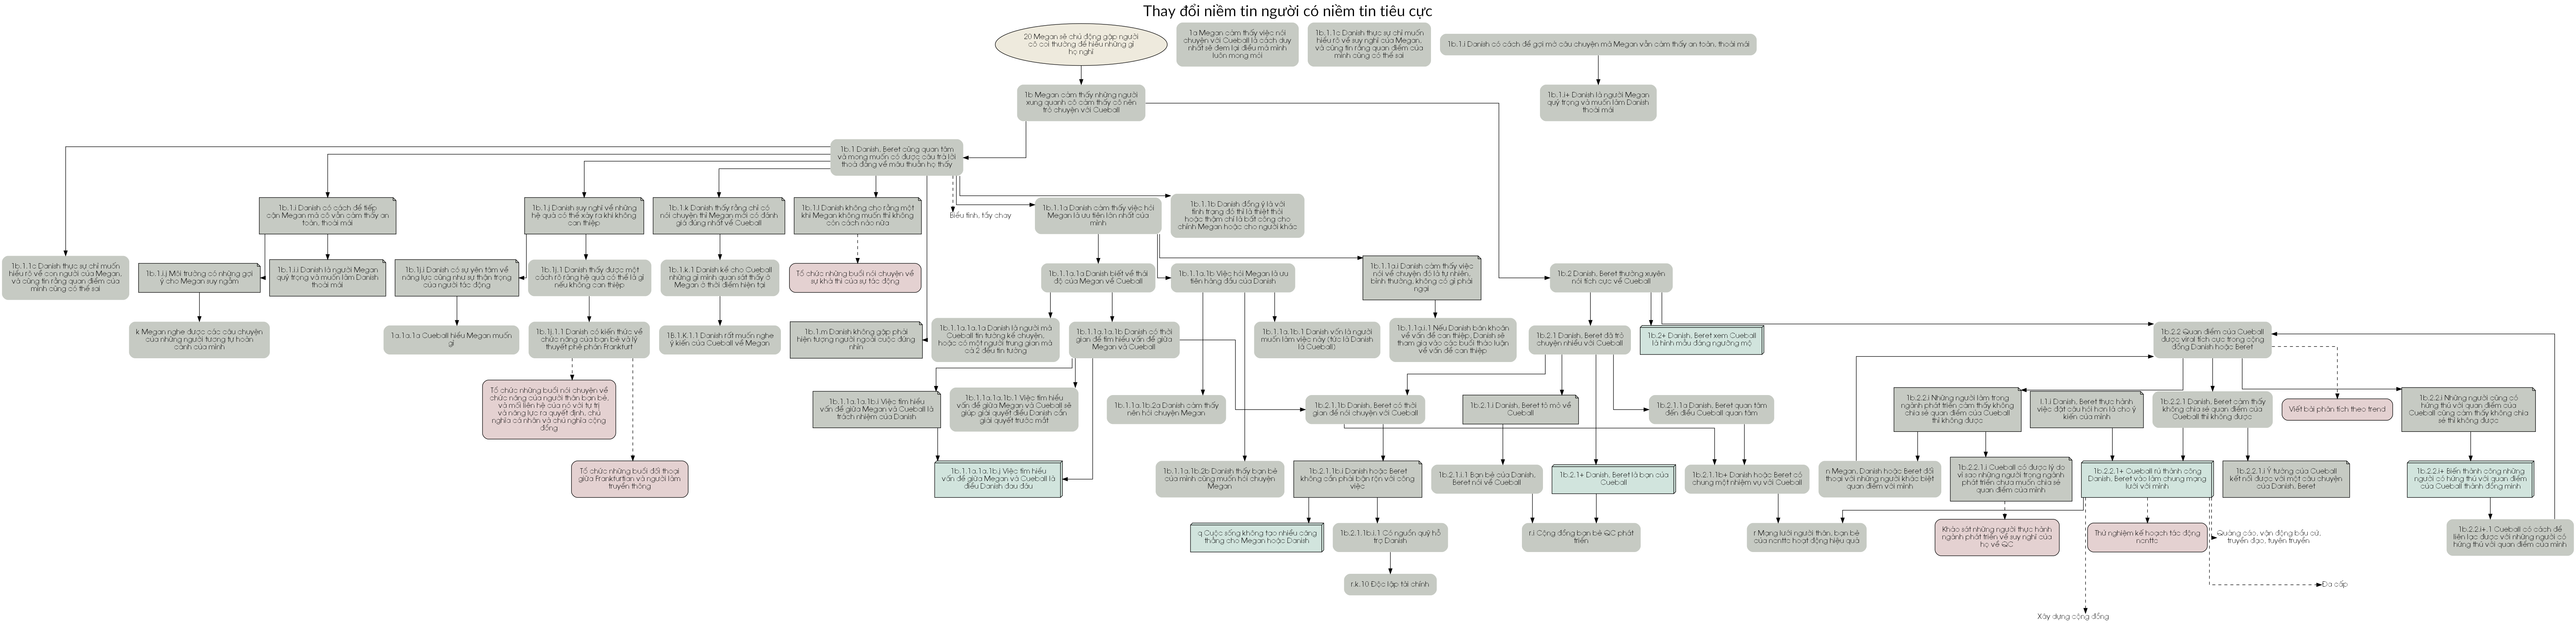 Thay đổi niềm tin người có niềm tin tiêu cực
20 Megan sẽ chủ động gặp người
cô coi thường để hiểu những gì
họ nghĩ
1a Megan cảm thấy việc nói
chuyện với Cueball là cách duy
nhất sẽ đem lại điều mà mình
luôn mong mỏi
1b.1.c Danish thực sự chỉ muốn
hiểu rõ về suy nghĩ của Megan,
và cũng tin rằng quan điểm của
mình cũng có thể sai
1b.1.i Danish có cách để gợi mở câu chuyện mà Megan vẫn cảm thấy an toàn, thoải mái
1b Megan cảm thấy những người
xung quanh cô cảm thấy cô nên
trò chuyện với Cueball
1b.1.i+ Danish là người Megan
quý trọng và muốn làm Danish
thoải mái
1b.1 Danish, Beret cũng quan tâm
và mong muốn có được câu trả lời
thoả đáng về mâu thuẫn họ thấy
1b.1.i Danish có cách để tiếp
cận Megan mà cô vẫn cảm thấy an
toàn, thoải mái
1b.1.j Danish suy nghĩ về những
hệ quả có thể xảy ra khi không
can thiệp
1b.1.k Danish thấy rằng chỉ có
nói chuyện thì Megan mới có đánh
giá đúng nhất về Cueball
1b.1.l Danish không cho rằng một
khi Megan không muốn thì không
còn cách nào nữa
Biểu tình, tẩy chay
1b.1.1a Danish cảm thấy việc hỏi
Megan là ưu tiên lớn nhất của
mình
1b.1.1b Danish đồng ý là với
tình trạng đó thì là thiệt thòi
hoặc thậm chí là bất công cho
chính Megan hoặc cho người khác
1b.1.1c Danish thực sự chỉ muốn
hiểu rõ về con người của Megan,
và cũng tin rằng quan điểm của
mình cũng có thể sai
1b.1.i.j Môi trường có những gợi
ý cho Megan suy ngẫm
1b.1.i.i Danish là người Megan
quý trọng và muốn làm Danish
thoải mái
1b.1j.i Danish có sự yên tâm về
năng lực cũng như sự thận trọng
của người tác động
1b.1j.1 Danish thấy được một
cách rõ ràng hệ quả có thể là gì
nếu không can thiệp
1b.1.k.1 Danish kể cho Cueball
những gì mình quan sát thấy ở
Megan ở thời điểm hiện tại
Tổ chức những buổi nói chuyện về
sự khả thi của sự tác động
1b.1.1a.1a Danish biết về thái
độ của Megan về Cueball
1b.1.1a.1b Việc hỏi Megan là ưu
tiên hàng đầu của Danish
1b.1.1a.i Danish cảm thấy việc
nói về chuyện đó là tự nhiên,
bình thường, không có gì phải
ngại
1b.2 Danish, Beret thường xuyên
nói tích cực về Cueball
k Megan nghe được các câu chuyện
của những người tương tự hoàn
cảnh của mình
1a.1a.1a Cueball hiểu Megan muốn
gì
1b.1j.1.1 Danish có kiến thức về
chức năng của bạn bè và lý
thuyết phê phán Frankfurt
1B.1.K.1.1 Danish rất muốn nghe
ý kiến của Cueball về Megan
1b.1.m Danish không gặp phải
hiện tượng người ngoài cuộc đứng
nhìn
1b.1.1a.1a.1a Danish là người mà
Cueball tin tưởng kể chuyện,
hoặc có một người trung gian mà
cả 2 đều tin tưởng
1b.1.1a.1a.1b Danish có thời
gian để tìm hiểu vấn đề giữa
Megan và Cueball
1b.1.1a.1b.1 Danish vốn là người
muốn làm việc này (tức là Danish
là Cueball)
1b.1.1a.i.1 Nếu Danish băn khoăn
về vấn đề can thiệp, Danish sẽ
tham gia vào các buổi thảo luận
về vấn đề can thiệp
1b.2.1 Danish, Beret đã trò
chuyện nhiều với Cueball
1b.2+ Danish, Beret xem Cueball
là hình mẫu đáng ngưỡng mộ
1b.2.2 Quan điểm của Cueball
được viral tích cực trong cộng
đồng Danish hoặc Beret
Tổ chức những buổi nói chuyện về
chức năng của người thân bạn bè,
và mối liên hệ của nó với tự trị
và năng lực ra quyết định, chủ
nghĩa cá nhân và chủ nghĩa cộng
đồng
1b.1.1a.1a.1b.i Việc tìm hiểu
vấn đề giữa Megan và Cueball là
trách nhiệm của Danish
1b.1.1a.1a.1b.1 Việc tìm hiểu
vấn đề giữa Megan và Cueball sẽ
giúp giải quyết điều Danish cần
giải quyết trước mắt
1b.1.1a.1b.2a Danish cảm thấy
nên hỏi chuyện Megan
1b.2.1.1b Danish, Beret có thời
gian để nói chuyện với Cueball
1b.2.1.i Danish, Beret tò mò về
Cueball
1b.2.1.1a Danish, Beret quan tâm
đến điều Cueball quan tâm
1b.2.2.i Những người làm trong
ngành phát triển cảm thấy không
chia sẻ quan điểm của Cueball
thì không được
l.1.i Danish, Beret thực hành
việc đặt câu hỏi hơn là cho ý
kiến của mình
1b.2.2.1 Danish, Beret cảm thấy
không chia sẻ quan điểm của
Cueball thì không được
Viết bài phân tích theo trend
1b.2.2.i Những người cũng có
hứng thú với quan điểm của
Cueball cũng cảm thấy không chia
sẻ thì không được
Tổ chức những buổi đối thoại
giữa Frankfurtian và người làm
truyền thông
1b.1.1a.1a.1b.j Việc tìm hiểu
vấn đề giữa Megan và Cueball là
điều Danish đau đáu
1b.1.1a.1b.2b Danish thấy bạn bè
của mình cũng muốn hỏi chuyện
Megan
1b.2.1.1b.i Danish hoặc Beret
không cần phải bận rộn với công
việc
1b.2.1.i.1 Bạn bè của Danish,
Beret nói về Cueball
1b.2.1+ Danish, Beret là bạn của
Cueball
1b.2.1.1b+ Danish hoặc Beret có
chung một nhiệm vụ với Cueball
n Megan, Danish hoặc Beret đối
thoại với những người khác biệt
quan điểm với mình
1b.2.2.1.i Cueball có được lý do
vì sao những người trong ngành
phát triển chưa muốn chia sẻ
quan điểm của mình
1b.2.2.1+ Cueball rủ thành công
Danish, Beret vào làm chung mạng
lưới với mình
1b.2.2.1.i Ý tưởng của Cueball
kết nối được với một câu chuyện
của Danish, Beret
1b.2.2.i+ Biến thành công những
người có hứng thú với quan điểm
của Cueball thành đồng minh
q Cuộc sống không tạo nhiều căng
thẳng cho Megan hoặc Danish
1b.2.1.1b.i.1 Có nguồn quỹ hỗ
trợ Danish
r.i Cộng đồng bạn bè QC phát
triển
r Mạng lưới người thân, bạn bè
của ncnttc hoạt động hiệu quả
Khảo sát những người thực hành
ngành phát triển về suy nghĩ của
họ về QC
Thử nghiệm kế hoạch tác động
ncnttc
Quảng cáo, vận động bầu cử,
truyền đạo, tuyên truyền
1b.2.2.i+.1 Cueball có cách để
liên lạc được với những người có
hứng thú với quan điểm của mình
r.k.10 Độc lập tài chính
Đa cấp
Xây dựng cộng đồng